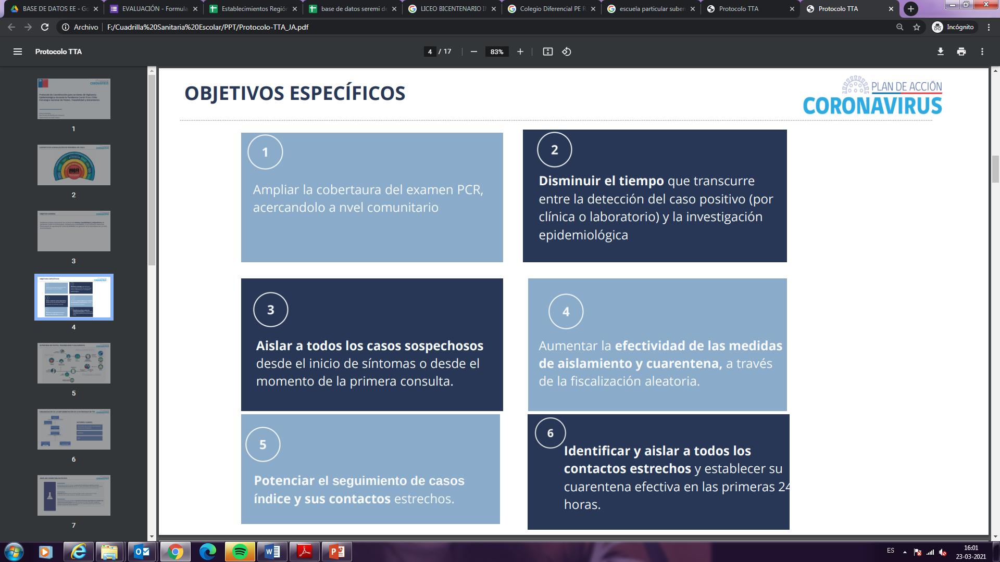 BASE DE DATOS EE - Go
EVALUACIÓN - Formula
Establecimientos Regió
base de datos seremi de
LICEO BICENTENARIO I
Colegio Diferencial PE R
escuela particular suben
Protocolo TTA
Protocolo TTA
Archivo
F:/Cuadrilla%20Sanitaria%20Escolar/PPT/Protocolo-TTA_JA.pdf
Incógnito
Protocolo TTA
4 / 17
83%
OBJETIVOS ESPECÍFICOS
PLAN DE ACCIÓN
CORONAVIRUS
1
Ampliar la cobertaura del examen PCR,
acercandolo a nvel comunitario
2
Disminuir el tiempo que transcurre
entre la detección del caso positivo (por
clínica o laboratorio) y la investigación
epidemiológica
3
Aislar a todos los casos sospechosos
desde el inicio de síntomas o desde el
momento de la primera consulta.
4
Aumentar la efectividad de las medidas
de aislamiento y cuarentena, a través
de la fiscalización aleatoria.
5
Potenciar el seguimiento de casos
índice y sus contactos estrechos.
6
Identificar y aislar a todos los
contactos estrechos y establecer su
cuarentena efectiva en las primeras 24
horas.
1
2
3
4
5
6
7
ES
16:01
23-03-2021